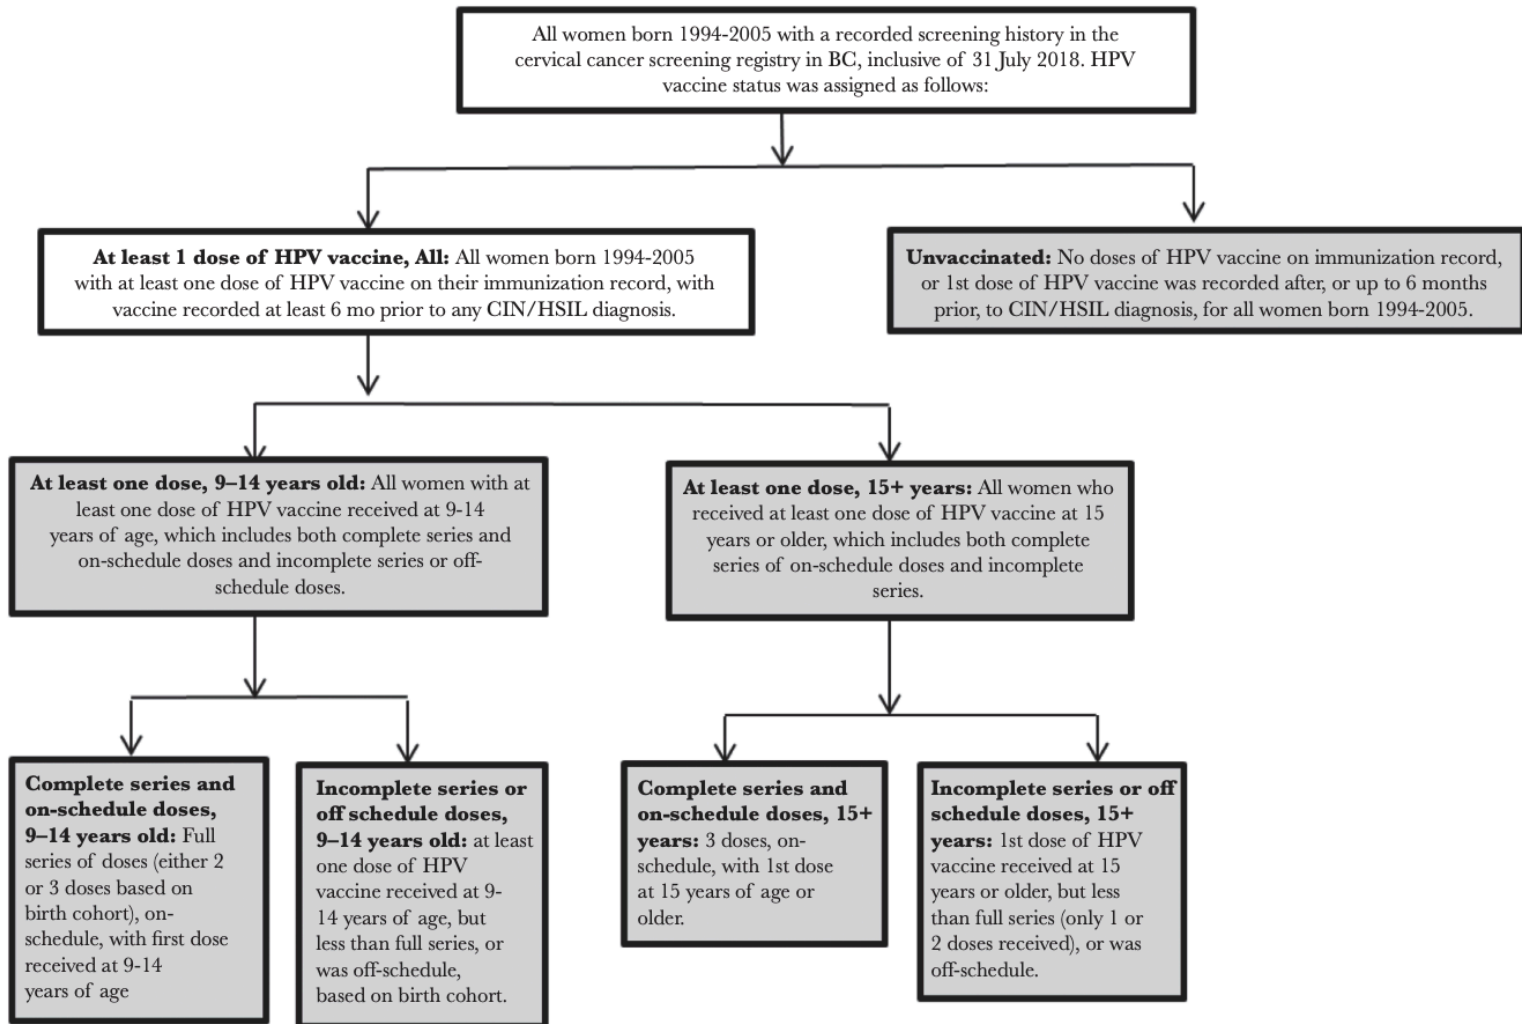 All women born 1994-2005 with a recorded screening history in the
cervical cancer screening registry in BC, inclusive of 31 July 2018. HPV
vaccine status was assigned as follows:
At least 1 dose of HPV vaccine, All: All women born 1994-2005
with at least one dose of HPV vaccine on their immunization record, with
vaccine recorded at least 6 mo prior to any CIN/HSIL diagnosis.
Unvaccinated: No doses of HPV vaccine on immunization record,
or 1st dose of HPV vaccine was recorded after, or up to 6 months
prior, to CIN/HSIL diagnosis, for all women born 1994-2005.
At least one dose, 9–14 years old: All women with at
least one dose of HPV vaccine received at 9-14
years of age, which includes both complete series and
on-schedule doses and incomplete series or off-
schedule doses.
At least one dose, 15+ years: All women who
received at least one dose of HPV vaccine at 15
years or older, which includes both complete
series of on-schedule doses and incomplete
series.
Complete series and
on-schedule doses,
9–14 years old: Full
series of doses (either 2
or 3 doses based on
birth cohort), on-
schedule, with first dose
received at 9-14
years of age
Incomplete series or
off schedule doses,
9–14 years old: at least
one dose of HPV
vaccine received at 9-
14 years of age, but
less than full series, or
was off-schedule,
based on birth cohort.
Complete series and
on-schedule doses, 15+
years: 3 doses, on-
schedule, with 1st dose
at 15 years of age or
older.
Incomplete series or off
schedule doses, 15+
years: 1st dose of HPV
vaccine received at 15
years or older, but less
than full series (only 1 or
2 doses received), or was
off-schedule.